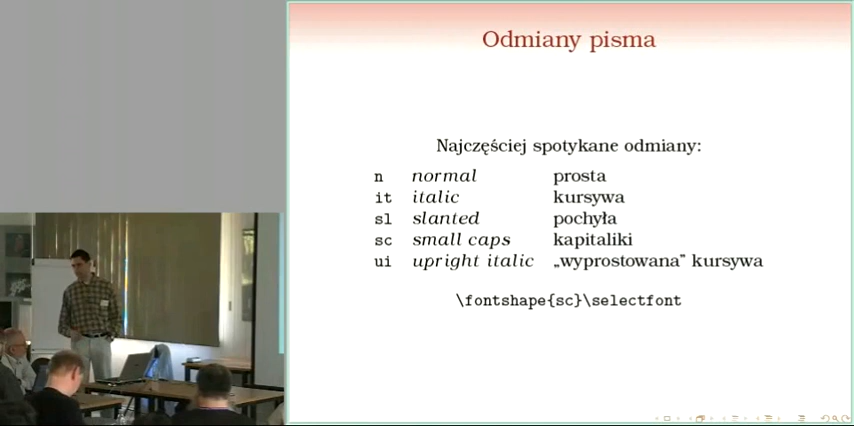 Odmiany pisma
Najczęściej spotykane odmiany:
n normal prosta
it italic kursywa
sl slanted pochyła
sc small caps kapitaliki
ui upright italic „wyprostowana” kursywa
\fontshape{sc}\selectfont